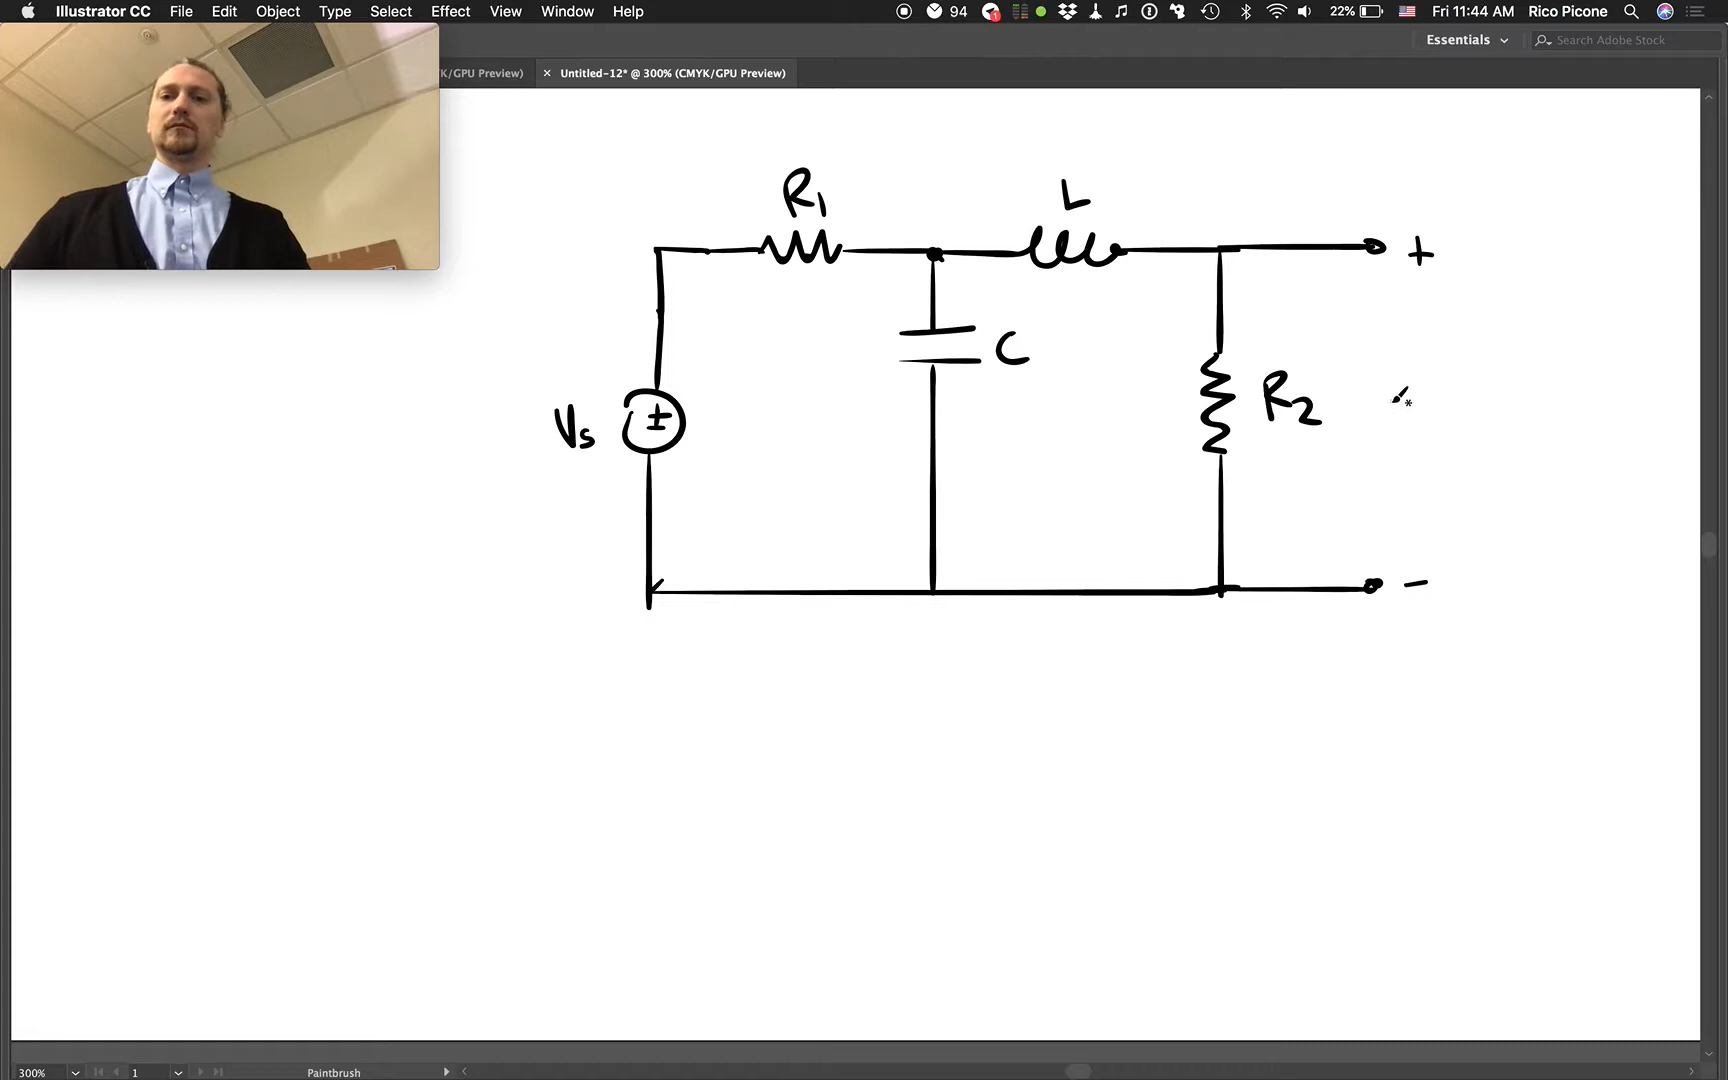 Illustrator CC File Edit Object Type Select Effect View Window Help 94 1 22% Fri 11:44 AM Rico Picone
Essentials Search Adobe Stock
K/GPU Preview) × Untitled-12* @ 300% (CMYK/GPU Preview)
R1 L
+
C
Vs ± R2
−
300% 1 Paintbrush